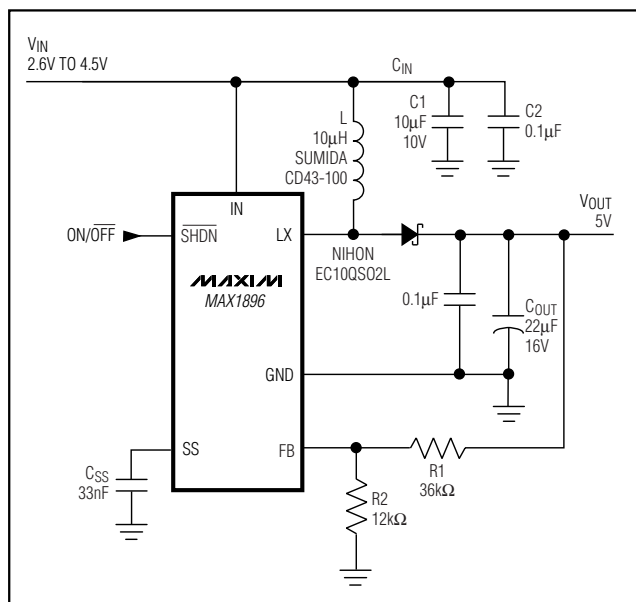 VIN
2.6V TO 4.5V
CIN
L
10µH
SUMIDA
CD43-100
C1
10µF
10V
C2
0.1µF
IN
ON/OFF
SHDN
LX
NIHON
EC10QS02L
VOUT
5V
MAXIM
MAX1896
0.1µF
COUT
22µF
16V
GND
SS
FB
CSS
33nF
R1
36kΩ
R2
12kΩ